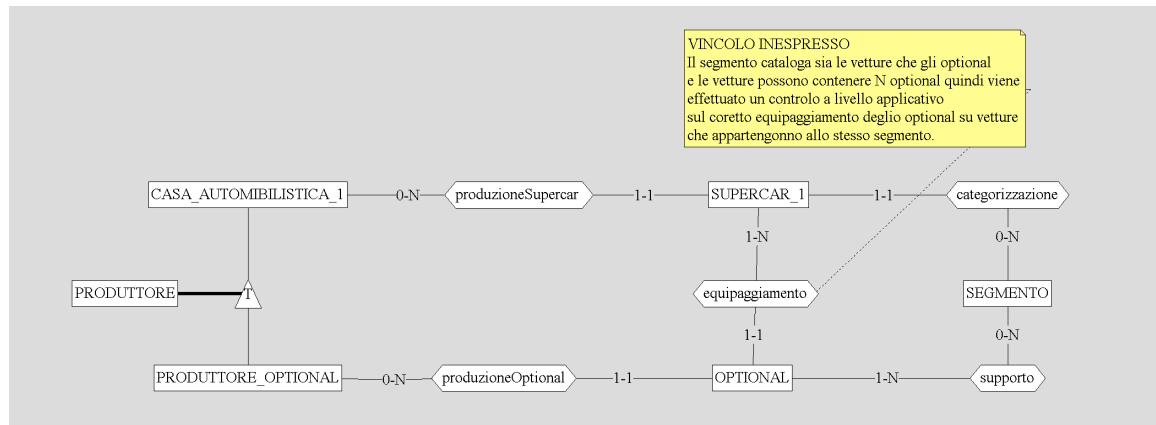 VINCOLO INESPRESSO
Il segmento cataloga sia le vetture che gli optional
e le vetture possono contenere N optional quindi viene
effettuato un controlo a livello applicativo
sul coretto equipaggiamento deglio optional su vetture
che appartengonno allo stesso segmento.
CASA_AUTOMIBILISTICA_1
0-N
produzioneSupercar
1-1
SUPERCAR_1
1-1
categorizzazione
1-N
0-N
PRODUTTORE
T
equipaggiamento
SEGMENTO
1-1
0-N
PRODUTTORE_OPTIONAL
0-N
produzioneOptional
1-1
OPTIONAL
1-N
supporto